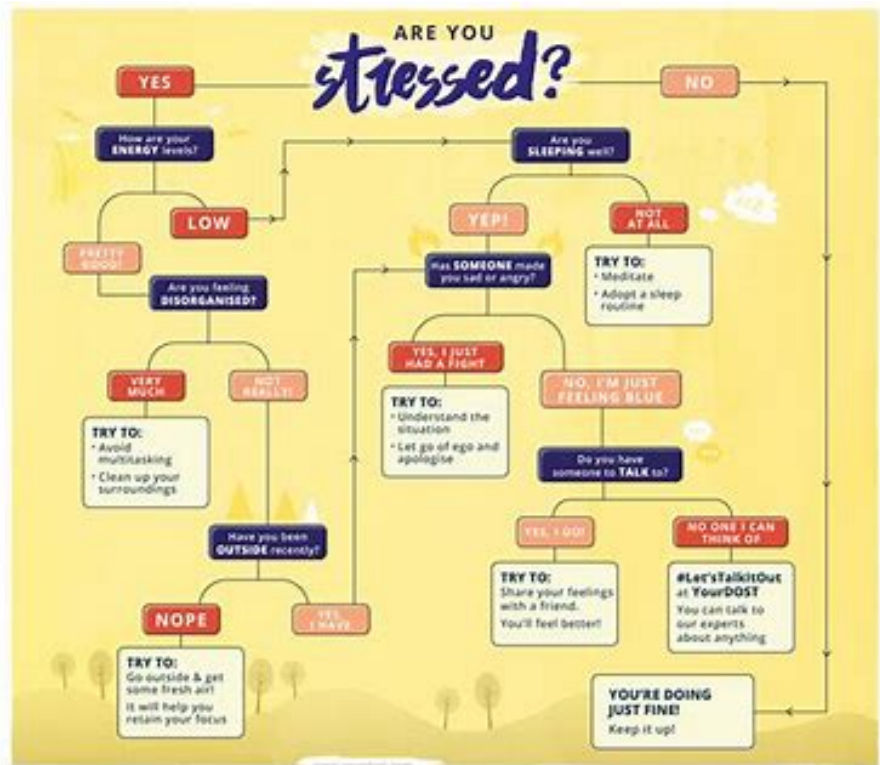 ARE YOU
stressed?
YES
NO
How are your
ENERGY levels?
Are you
SLEEPING well?
LOW
YEP!
NOT
AT ALL
PRETTY
GOOD!
TRY TO:
• Meditate
• Adopt a sleep
routine
Has SOMEONE made
you sad or angry?
Are you feeling
DISORGANISED?
YES, I JUST
HAD A FIGHT
VERY
MUCH
NOT
REALLY!
NO, I'M JUST
FEELING BLUE
TRY TO:
• Understand the
situation
• Let go of ego and
apologise
TRY TO:
• Avoid
multitasking
• Clean up your
surroundings
Do you have
someone to TALK to?
Have you been
OUTSIDE recently?
YES, I DO!
NO ONE I CAN
THINK OF
TRY TO:
Share your feelings
with a friend.
You'll feel better!
#Let'sTalkitOut
at YourDOST
You can talk to
our experts
about anything
NOPE
YES,
I HAVE
TRY TO:
Go outside & get
some fresh air!
It will help you
retain your focus
YOU'RE DOING
JUST FINE!
Keep it up!